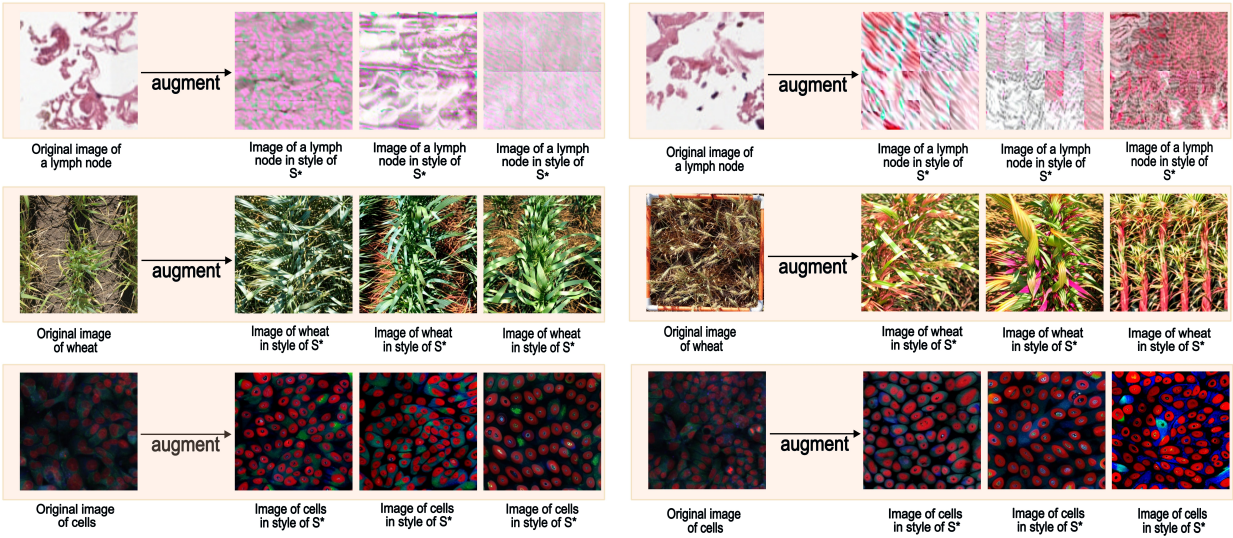 augment
Original image of
a lymph node
Image of a lymph
node in style of
S*
Image of a lymph
node in style of
S*
Image of a lymph
node in style of
S*
augment
Original image of
a lymph node
Image of a lymph
node in style of
S*
Image of a lymph
node in style of
S*
Image of a lymph
node in style of
S*
augment
Original image
of wheat
Image of wheat
in style of S*
Image of wheat
in style of S*
Image of wheat
in style of S*
augment
Original image
of wheat
Image of wheat
in style of S*
Image of wheat
in style of S*
Image of wheat
in style of S*
augment
Original image
of cells
Image of cells
in style of S*
Image of cells
in style of S*
Image of cells
in style of S*
augment
Original image
of cells
Image of cells
in style of S*
Image of cells
in style of S*
Image of cells
in style of S*